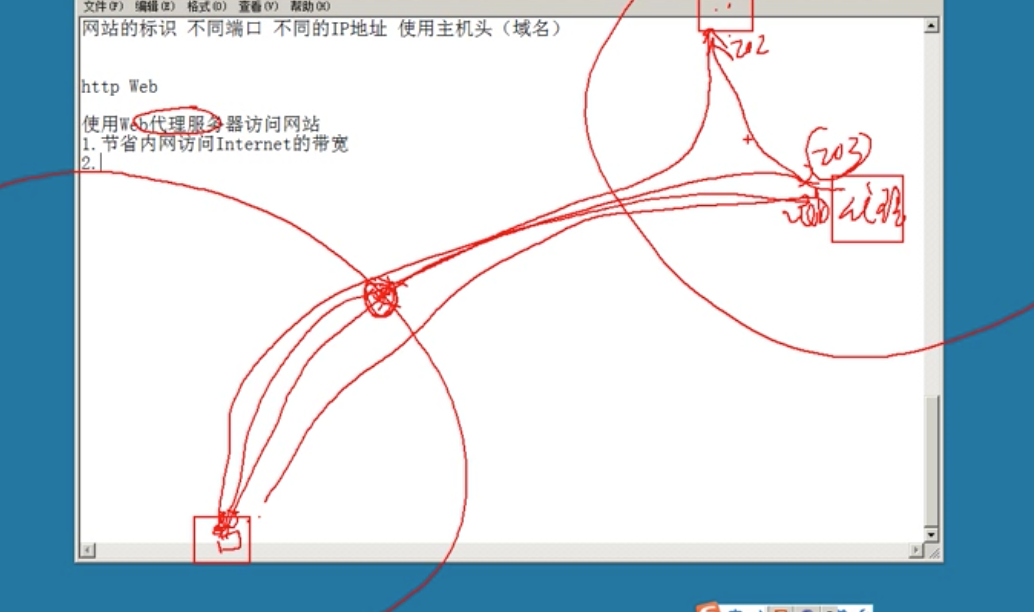 文件(F) 编辑(E) 格式(O) 查看(V) 帮助(H)
网站的标识 不同端口 不同的IP地址 使用主机头（域名）
http Web
使用Web代理服务器访问网站
1.节省内网访问Internet的带宽
2.
202
203